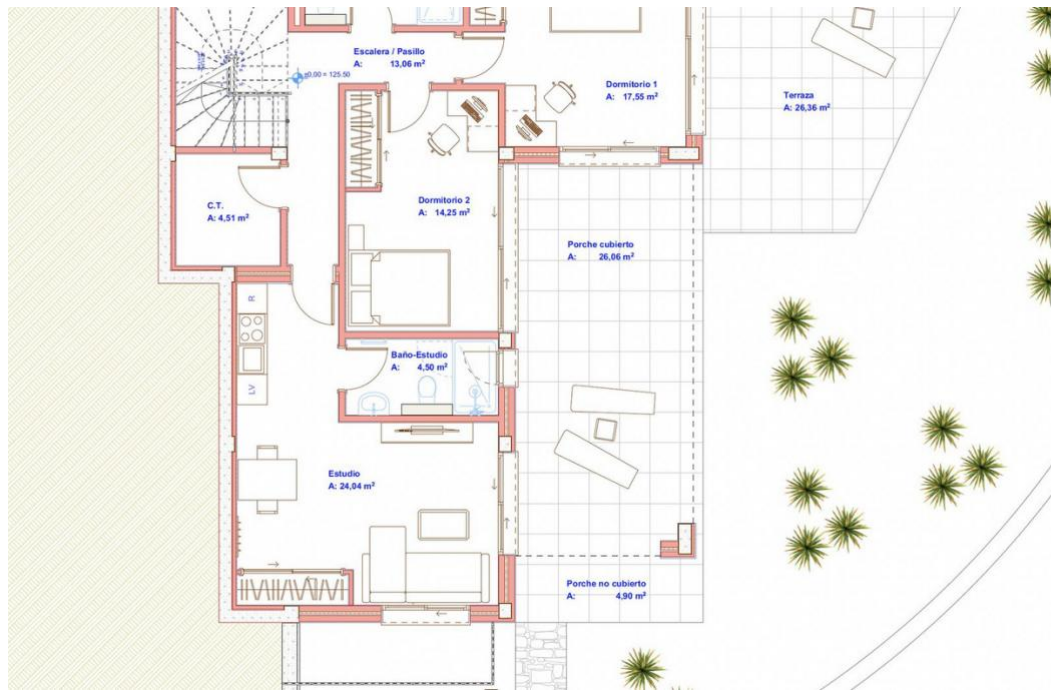 Escalera / Pasillo
A: 13,06 m²
±0.00 = 125.50
Dormitorio 1
A: 17,55 m²
Terraza
A: 26,36 m²
C.T.
A: 4,51 m²
Dormitorio 2
A: 14,25 m²
Porche cubierto
A: 26,06 m²
R
Baño-Estudio
A: 4,50 m²
LV
Estudio
A: 24,04 m²
Porche no cubierto
A: 4,90 m²